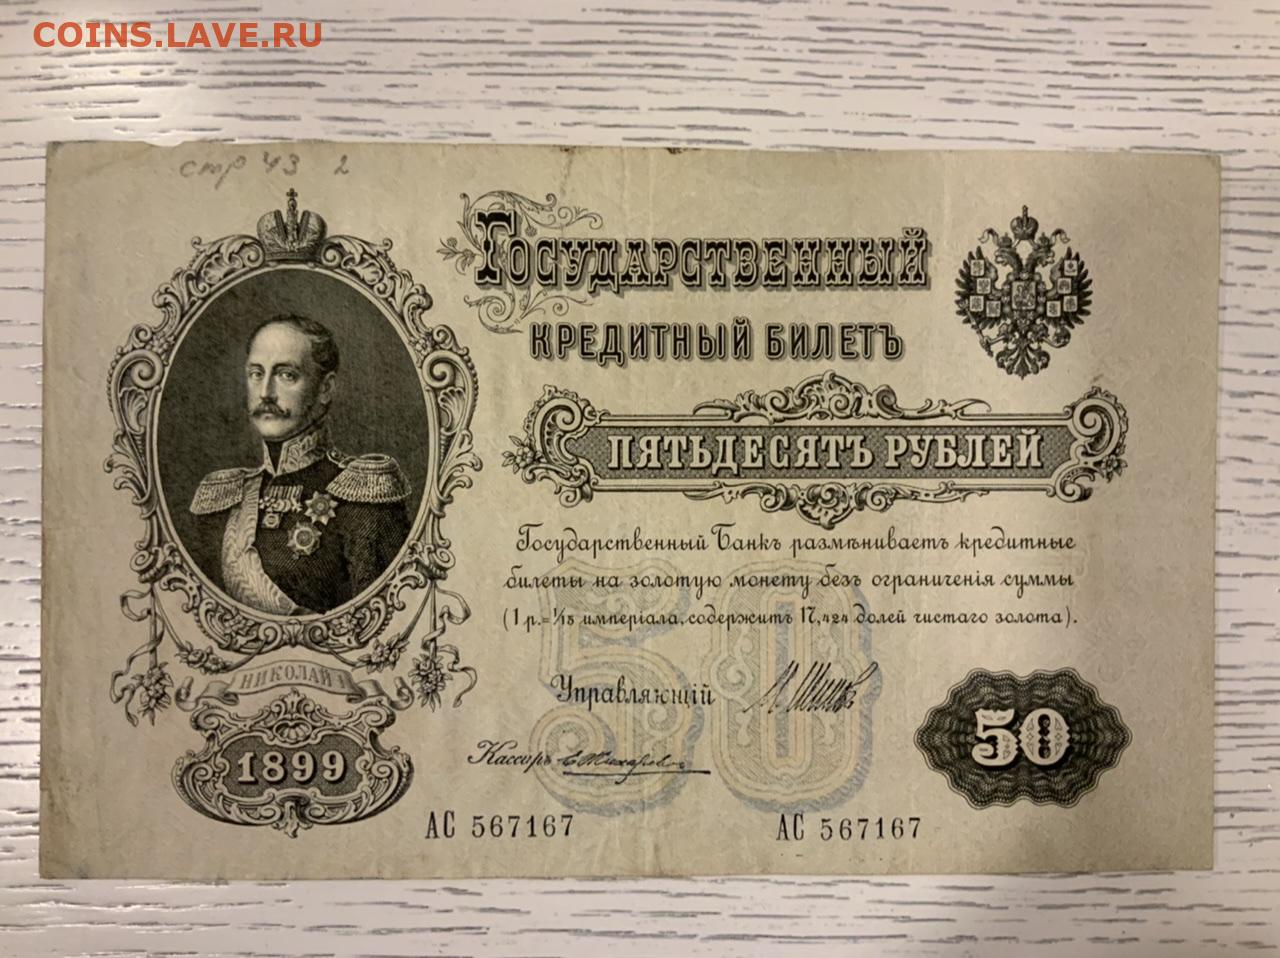 COINS.LAVE.RU
стр 43 2
ГОСУДАРСТВЕННЫЙ
КРЕДИТНЫЙ БИЛЕТЪ
ПЯТЬДЕСЯТЪ РУБЛЕЙ
Государственный Банкъ размѣниваетъ кредитные
билеты на золотую монету безъ ограниченія суммы
(1 р.=1/15 имперіала, содержитъ 17,424 долей чистаго золота).
50
Управляющій И Шипов
НИКОЛАЙ I
50
1899
Кассиръ
АС 567167 АС 567167